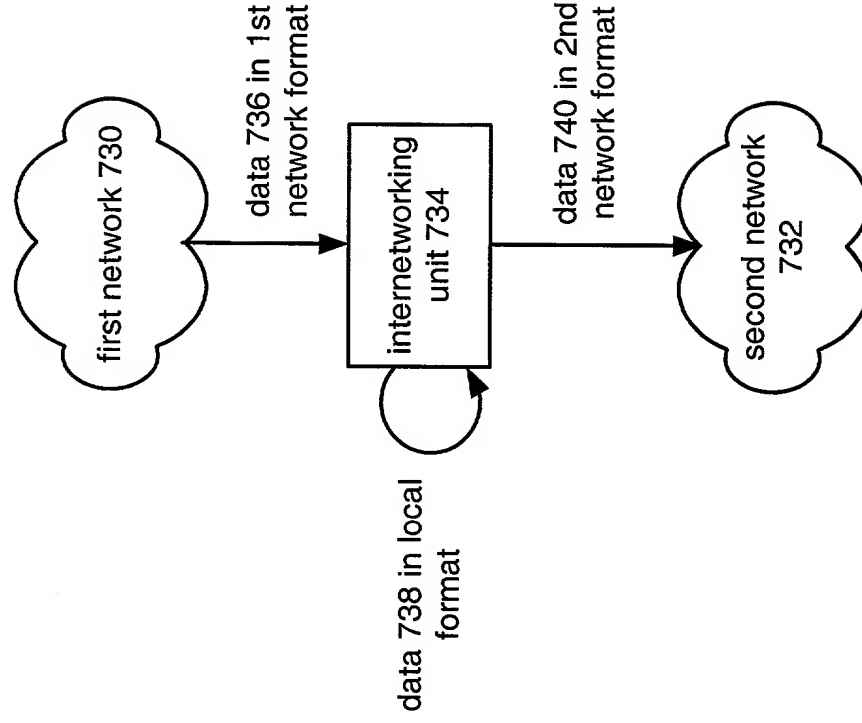 first network 730
data 736 in 1st
network format
internetworking
unit 734
data 738 in local
format
data 740 in 2nd
network format
second network
732